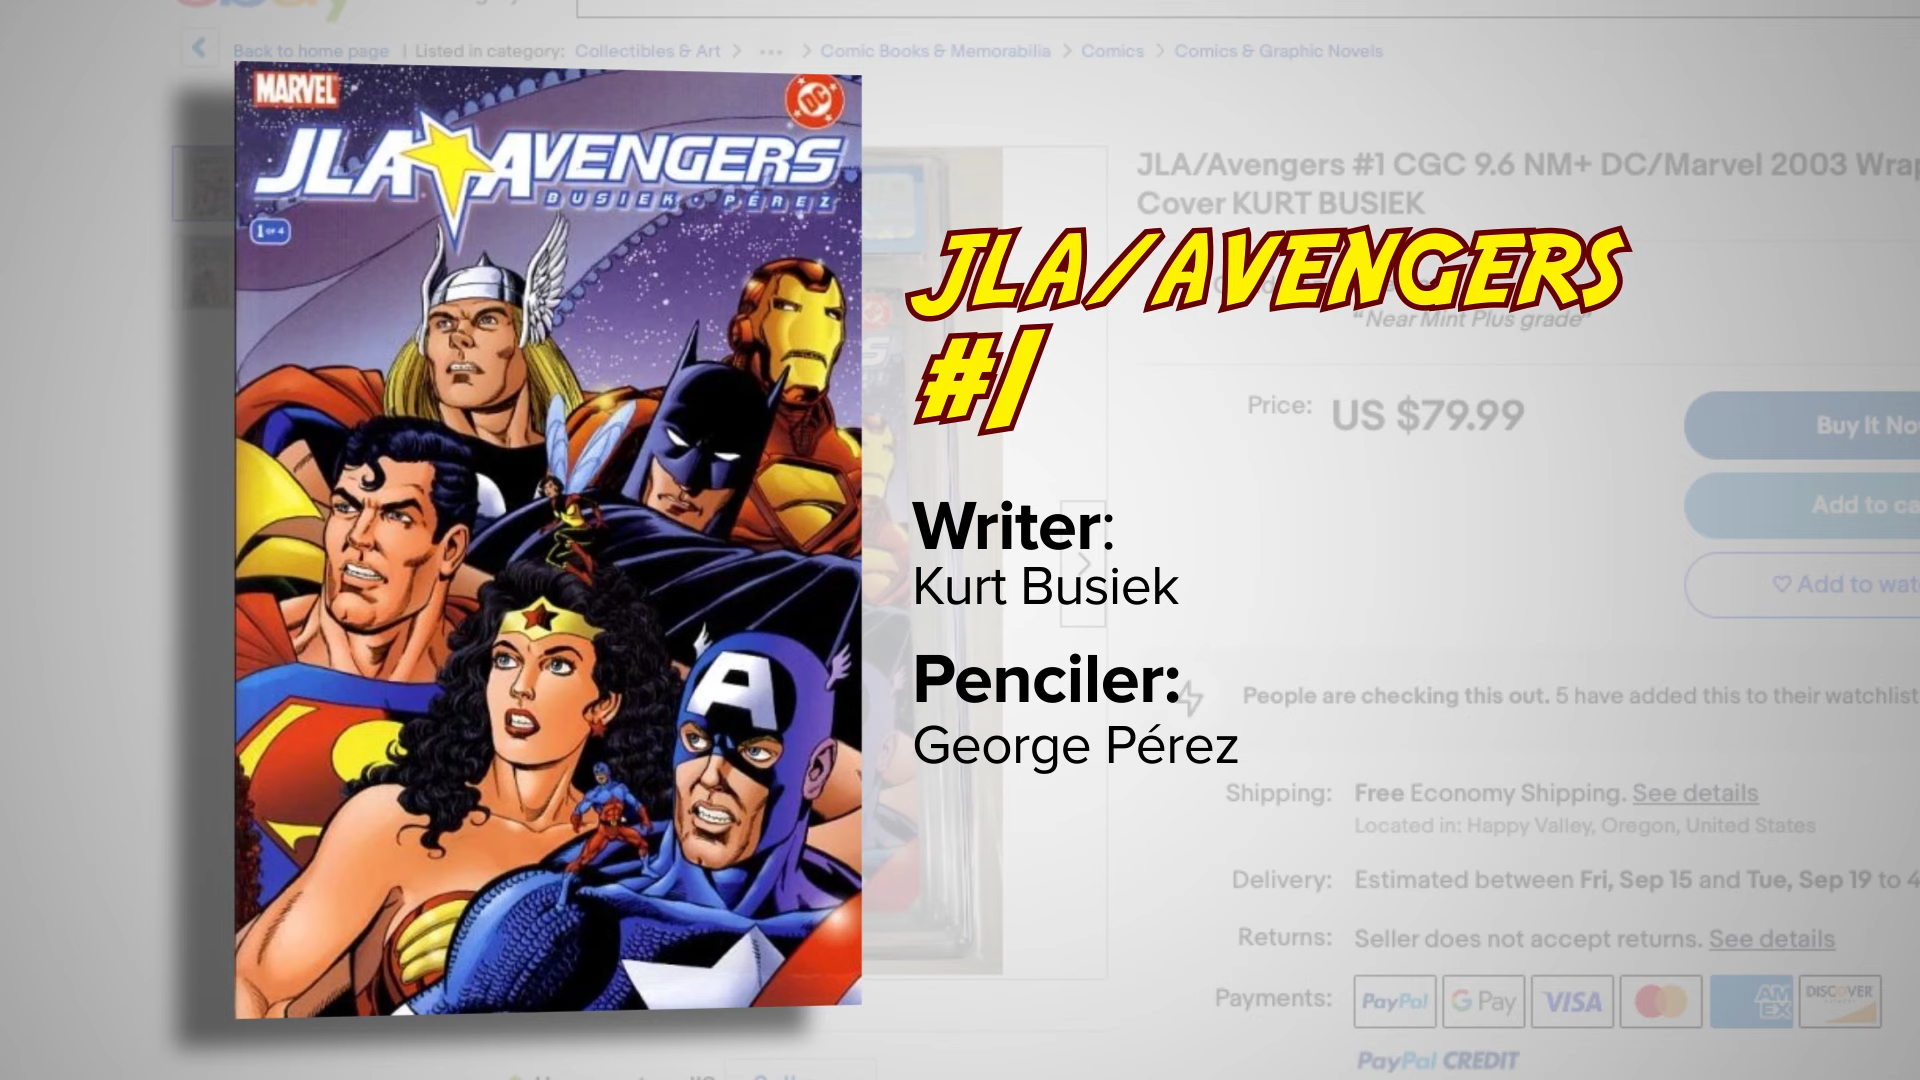 Back to home page | Listed in category: Collectibles & Art > ... > Comic Books & Memorabilia > Comics > Comics & Graphic Novels
MARVEL
DC
JLA AVENGERS
BUSIEK • PÉREZ
1 OF 4
A
JLA/Avengers #1 CGC 9.6 NM+ DC/Marvel 2003 Wrap
Cover KURT BUSIEK
JLA/AVENGERS
#1
"Near Mint Plus grade"
Price: US $79.99
Buy It No
Add to ca
Add to wat
Writer:
Kurt Busiek
Penciler:
George Pérez
People are checking this out. 5 have added this to their watchlist
Shipping: Free Economy Shipping. See details
Located in: Happy Valley, Oregon, United States
Delivery: Estimated between Fri, Sep 15 and Tue, Sep 19 to 4
Returns: Seller does not accept returns. See details
Payments: PayPal G Pay VISA AM EX DISCOVER
PayPal CREDIT